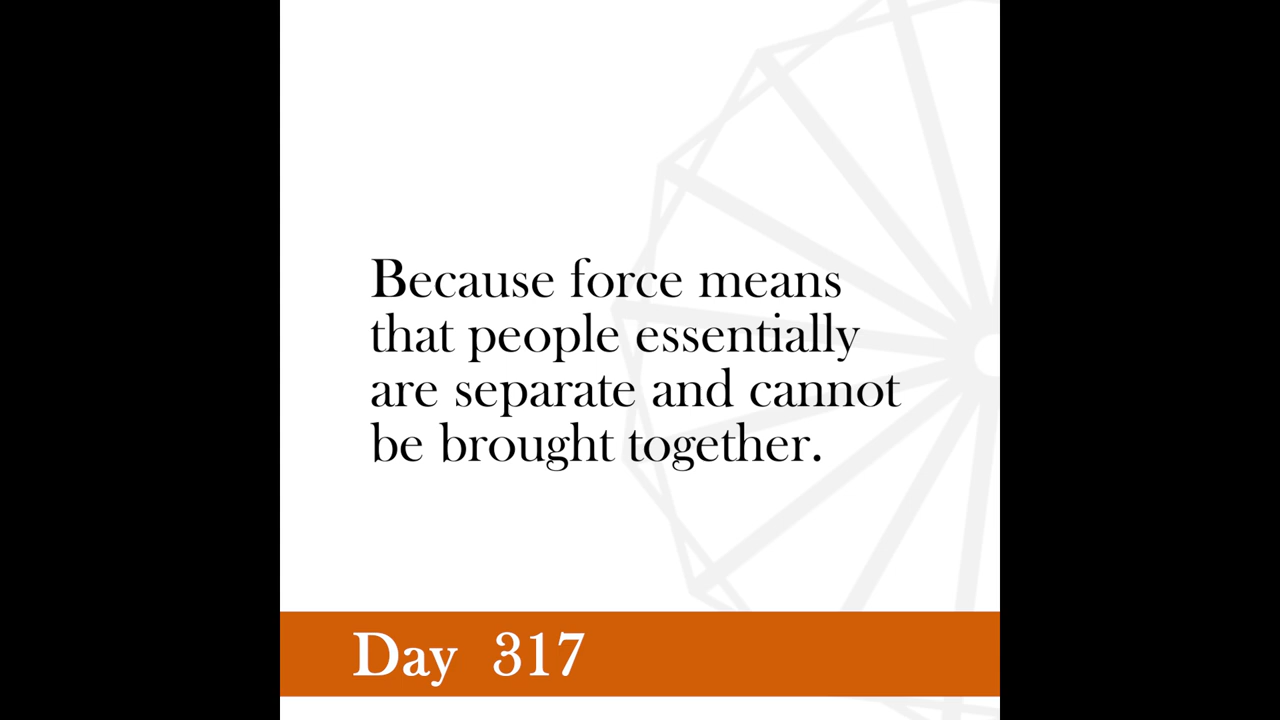 Because force means
that people essentially
are separate and cannot
be brought together.
Day 317